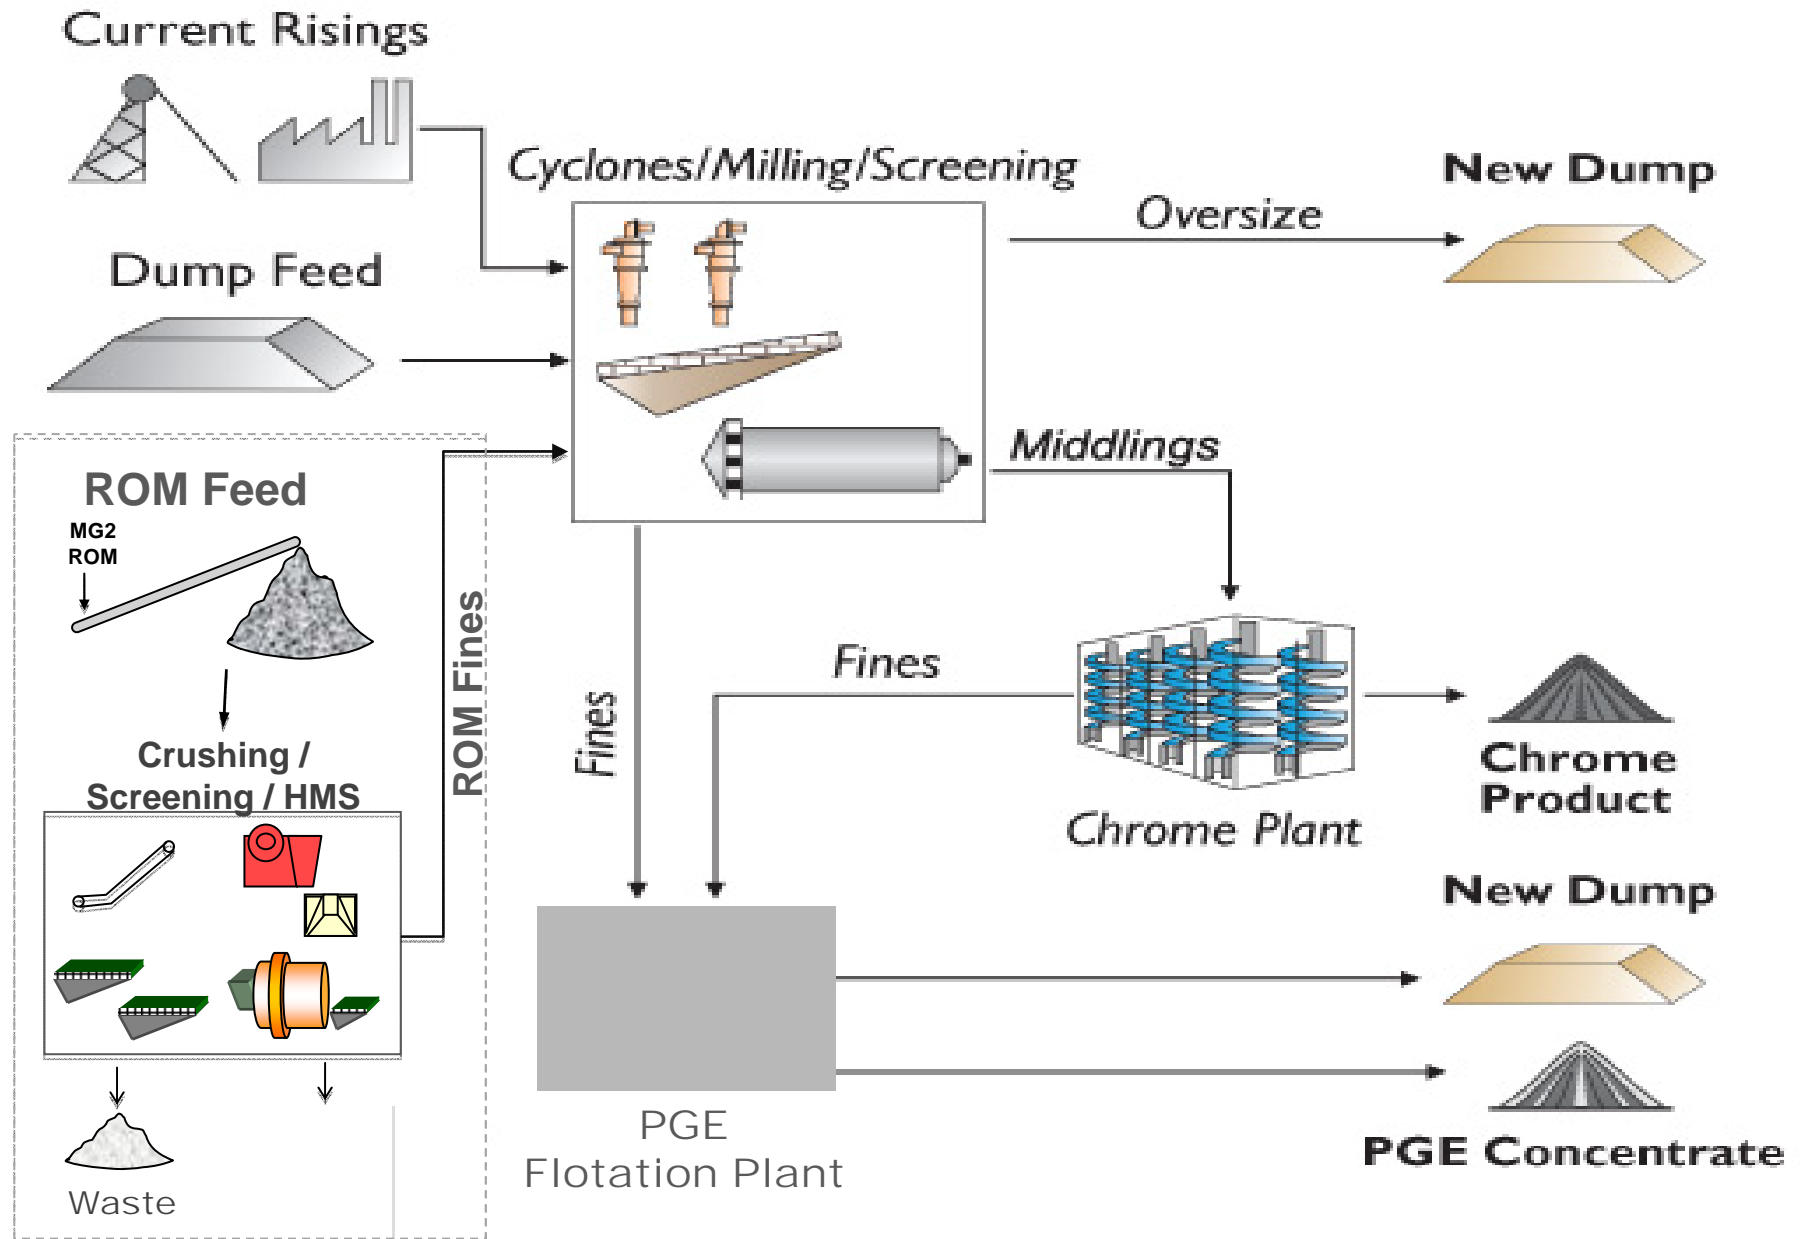 Current Risings
Cyclones/Milling/Screening
New Dump
Oversize
Dump Feed
Middlings
ROM Feed
MG2
ROM
ROM Fines
Fines
Fines
Crushing /
Screening / HMS
Chrome
Product
Chrome Plant
New Dump
PGE
Flotation Plant
PGE Concentrate
Waste